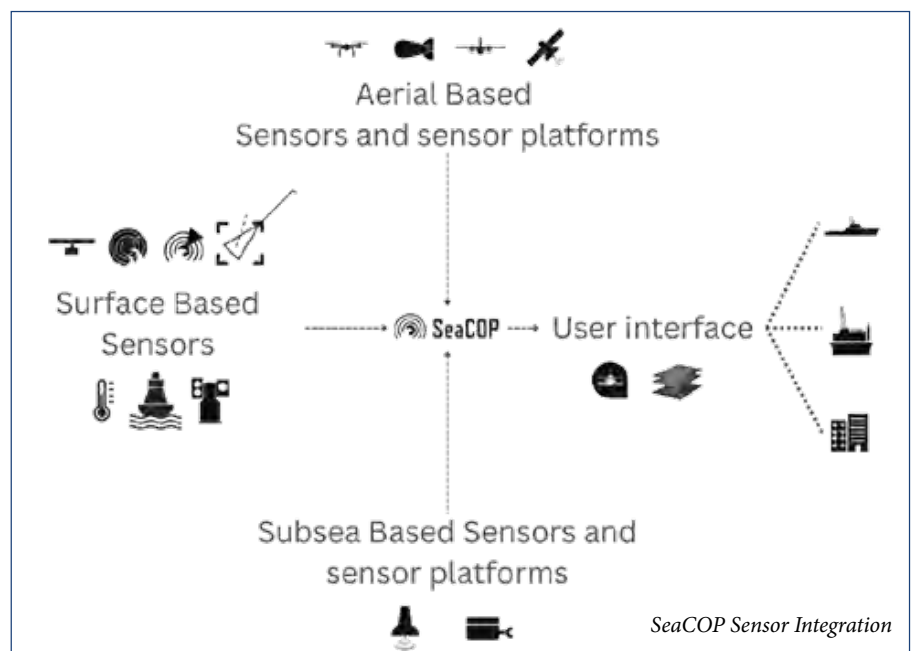 Aerial Based
Sensors and sensor platforms
Surface Based
Sensors
SeaCOP
User interface
Subsea Based Sensors and
sensor platforms
SeaCOP Sensor Integration